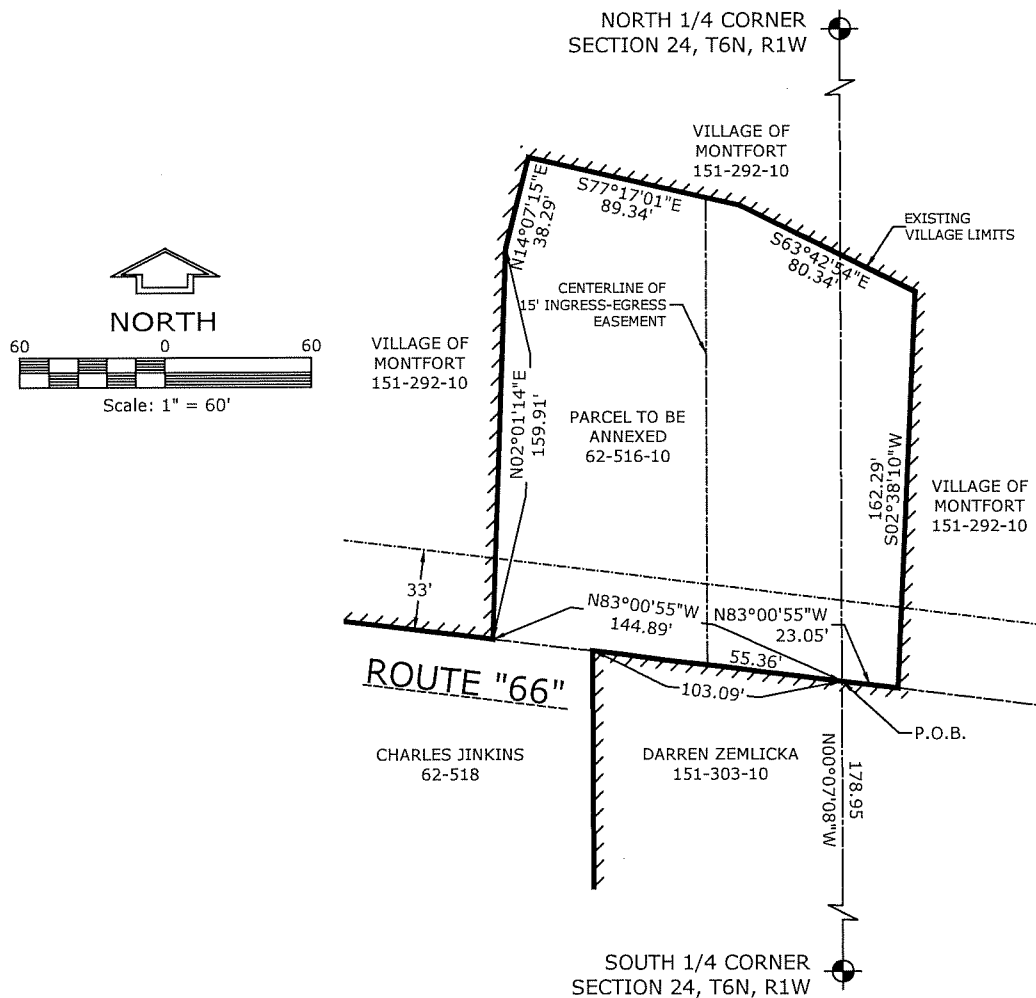 NORTH 1/4 CORNER
SECTION 24, T6N, R1W
VILLAGE OF
MONTFORT
151-292-10
S77°17'01"E
89.34'
N14°07'15"E
38.29'
S63°42'54"E
80.34'
EXISTING
VILLAGE LIMITS
CENTERLINE OF
15' INGRESS-EGRESS
EASEMENT
NORTH
60 0 60
Scale: 1" = 60'
VILLAGE OF
MONTFORT
151-292-10
N02°01'14"E
159.91'
PARCEL TO BE
ANNEXED
62-516-10
162.29'
S02°38'10"W
VILLAGE OF
MONTFORT
151-292-10
33'
N83°00'55"W
144.89'
N83°00'55"W
23.05'
55.36'
103.09'
ROUTE "66"
P.O.B.
CHARLES JINKINS
62-518
DARREN ZEMLICKA
151-303-10
178.95
N00°07'08"W
SOUTH 1/4 CORNER
SECTION 24, T6N, R1W